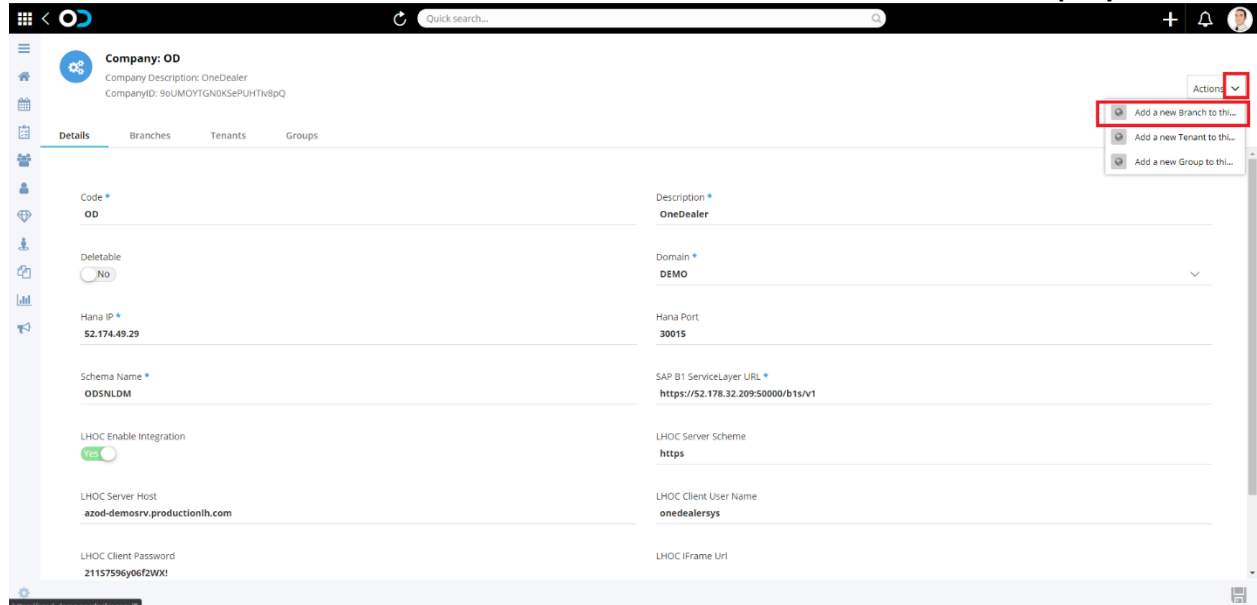 Quick search...
Company: OD
Company Description: OneDealer
CompanyID: 9oUMOYTGN0KSePUHTiv8pQ
Actions
Add a new Branch to thi...
Add a new Tenant to thi...
Add a new Group to thi...
Details Branches Tenants Groups
Code * Description *
OD OneDealer
Deletable Domain *
No DEMO
Hana IP * Hana Port
52.174.49.29 30015
Schema Name * SAP B1 ServiceLayer URL *
ODSNLDM https://52.178.32.209:50000/b1s/v1
LHOC Enable Integration LHOC Server Scheme
Yes https
LHOC Server Host LHOC Client User Name
azod-demosrv.productionlh.com onedealersys
LHOC Client Password LHOC IFrame Url
211S7596y06f2WX!